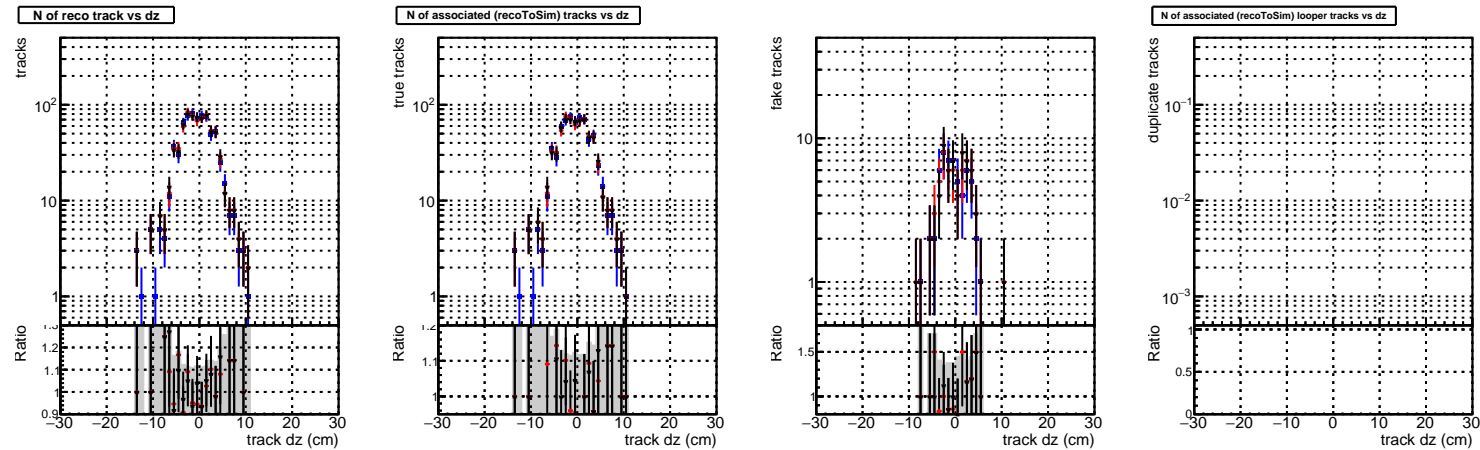 N of reco track vs dz
tracks
10²
10
1
Ratio
1.3
1.2
1.1
1
0.9
−30 −20 −10 0 10 20 30
track dz (cm)
N of associated (recoToSim) tracks vs dz
true tracks
10²
10
1
Ratio
1.2
1.1
1
−30 −20 −10 0 10 20 30
track dz (cm)
fake tracks
10
1
Ratio
1.5
1
−30 −20 −10 0 10 20 30
track dz (cm)
N of associated (recoToSim) looper tracks vs dz
duplicate tracks
10⁻¹
10⁻²
10⁻³
Ratio
1
0.5
0
−30 −20 −10 0 10 20 30
track dz (cm)